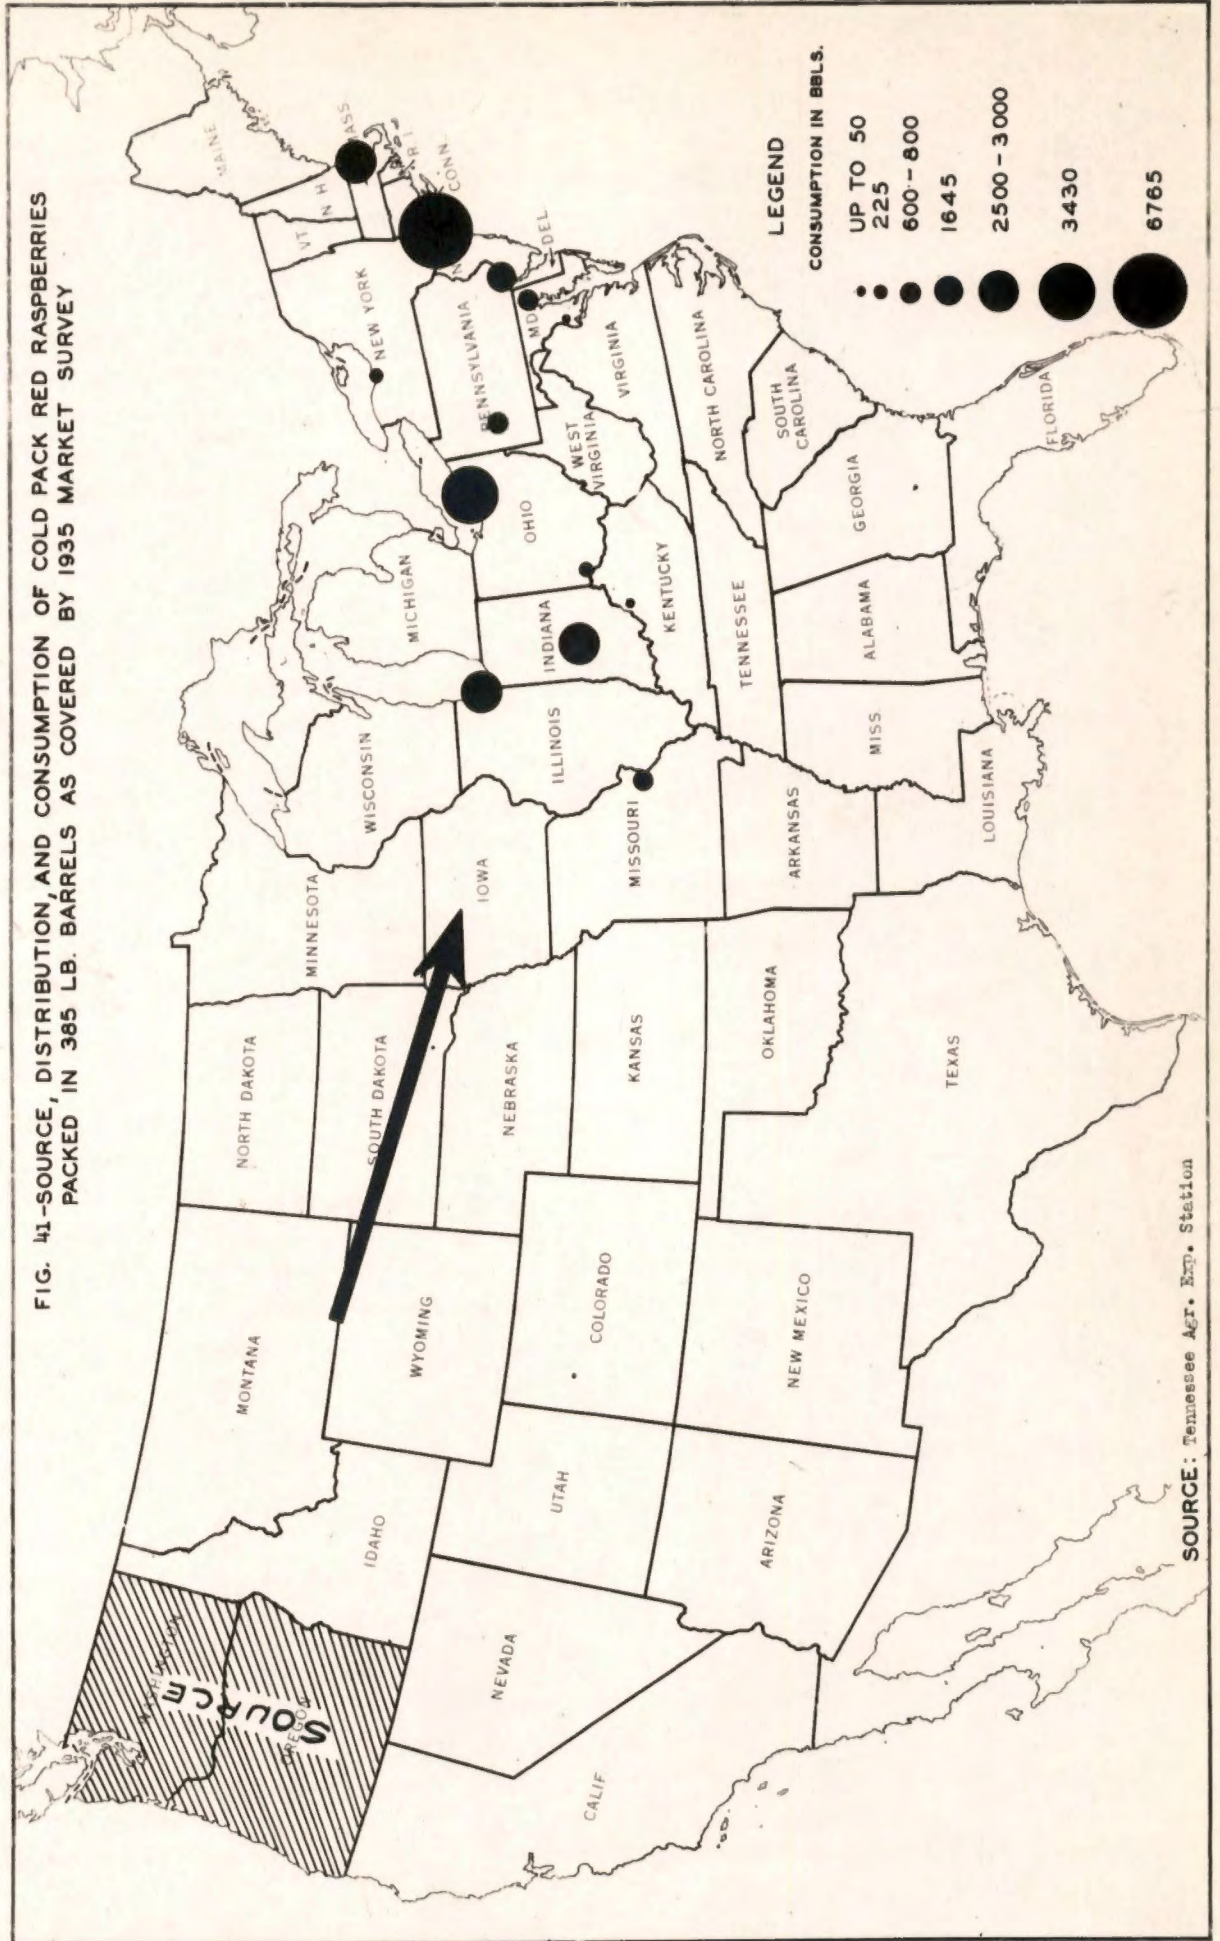 FIG. 41-SOURCE, DISTRIBUTION, AND CONSUMPTION OF COLD PACK RED RASPBERRIES
PACKED IN 385 LB. BARRELS AS COVERED BY 1935 MARKET SURVEY
WASHINGTON
OREGON
SOURCE
CALIF
NEVADA
IDAHO
MONTANA
WYOMING
UTAH
ARIZONA
COLORADO
NEW MEXICO
NORTH DAKOTA
SOUTH DAKOTA
NEBRASKA
KANSAS
OKLAHOMA
TEXAS
MINNESOTA
IOWA
MISSOURI
ARKANSAS
LOUISIANA
WISCONSIN
ILLINOIS
MICHIGAN
INDIANA
OHIO
KENTUCKY
TENNESSEE
MISS
ALABAMA
GEORGIA
FLORIDA
SOUTH
CAROLINA
NORTH CAROLINA
VIRGINIA
WEST
VIRGINIA
PENNSYLVANIA
NEW YORK
MD
DEL.
N
VT
N H
MAINE
MASS
R. I.
CONN.
LEGEND
CONSUMPTION IN BBLS.
UP TO 50
225
600-800
1645
2500-3000
3430
6765
SOURCE: Tennessee Agr. Exp. Station